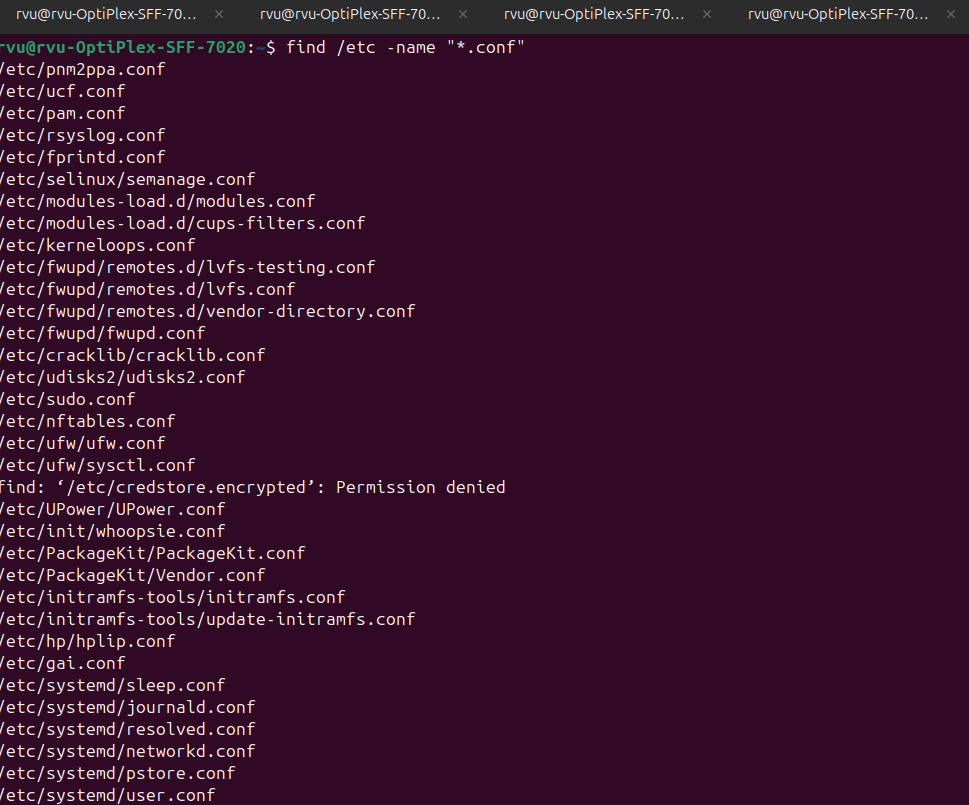 rvu@rvu-OptiPlex-SFF-70... × rvu@rvu-OptiPlex-SFF-70... × rvu@rvu-OptiPlex-SFF-70... × rvu@rvu-OptiPlex-SFF-70... ×
rvu@rvu-OptiPlex-SFF-7020:~$ find /etc -name "*.conf"
/etc/pnm2ppa.conf
/etc/ucf.conf
/etc/pam.conf
/etc/rsyslog.conf
/etc/fprintd.conf
/etc/selinux/semanage.conf
/etc/modules-load.d/modules.conf
/etc/modules-load.d/cups-filters.conf
/etc/kerneloops.conf
/etc/fwupd/remotes.d/lvfs-testing.conf
/etc/fwupd/remotes.d/lvfs.conf
/etc/fwupd/remotes.d/vendor-directory.conf
/etc/fwupd/fwupd.conf
/etc/cracklib/cracklib.conf
/etc/udisks2/udisks2.conf
/etc/sudo.conf
/etc/nftables.conf
/etc/ufw/ufw.conf
/etc/ufw/sysctl.conf
find: ‘/etc/credstore.encrypted’: Permission denied
/etc/UPower/UPower.conf
/etc/init/whoopsie.conf
/etc/PackageKit/PackageKit.conf
/etc/PackageKit/Vendor.conf
/etc/initramfs-tools/initramfs.conf
/etc/initramfs-tools/update-initramfs.conf
/etc/hp/hplip.conf
/etc/gai.conf
/etc/systemd/sleep.conf
/etc/systemd/journald.conf
/etc/systemd/resolved.conf
/etc/systemd/networkd.conf
/etc/systemd/pstore.conf
/etc/systemd/user.conf